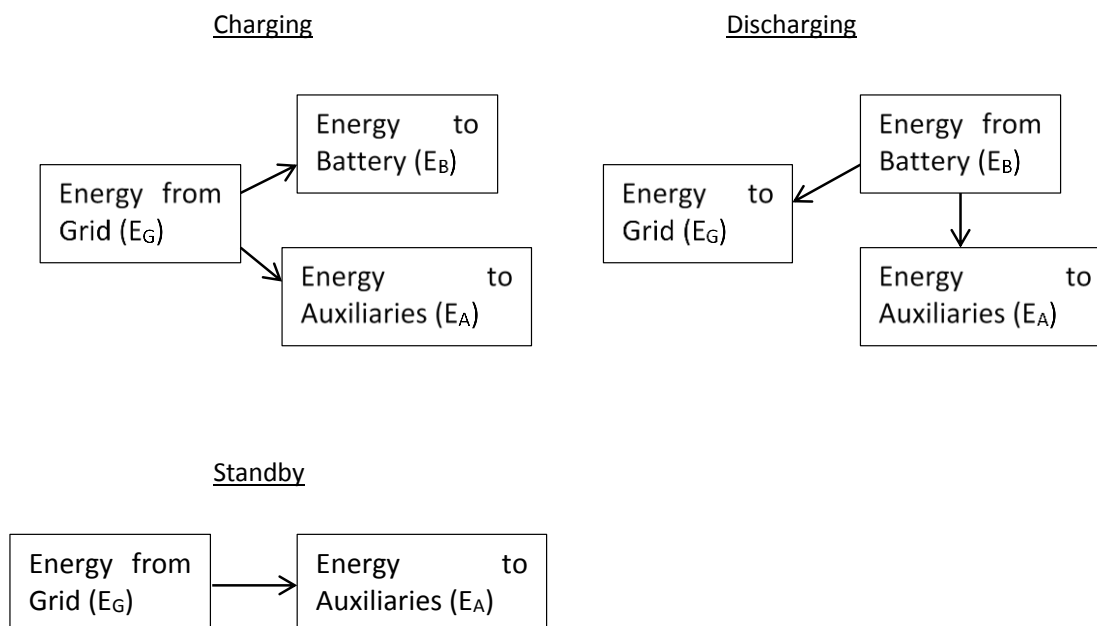 Charging
Discharging
Energy to
Battery (EB)
Energy from
Grid (EG)
Energy to
Auxiliaries (EA)
Energy from
Battery (EB)
Energy to
Grid (EG)
Energy to
Auxiliaries (EA)
Standby
Energy from
Grid (EG)
Energy to
Auxiliaries (EA)